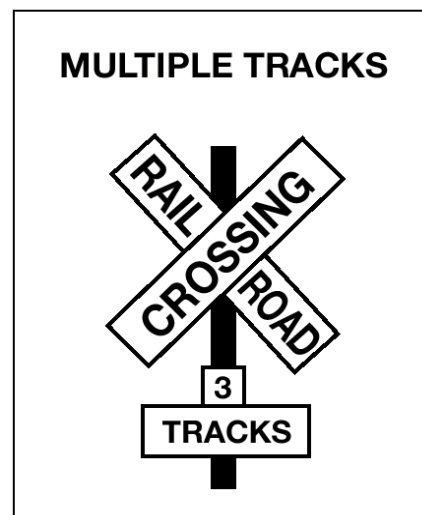 MULTIPLE TRACKS
RAIL
CROSSING
ROAD
3
TRACKS